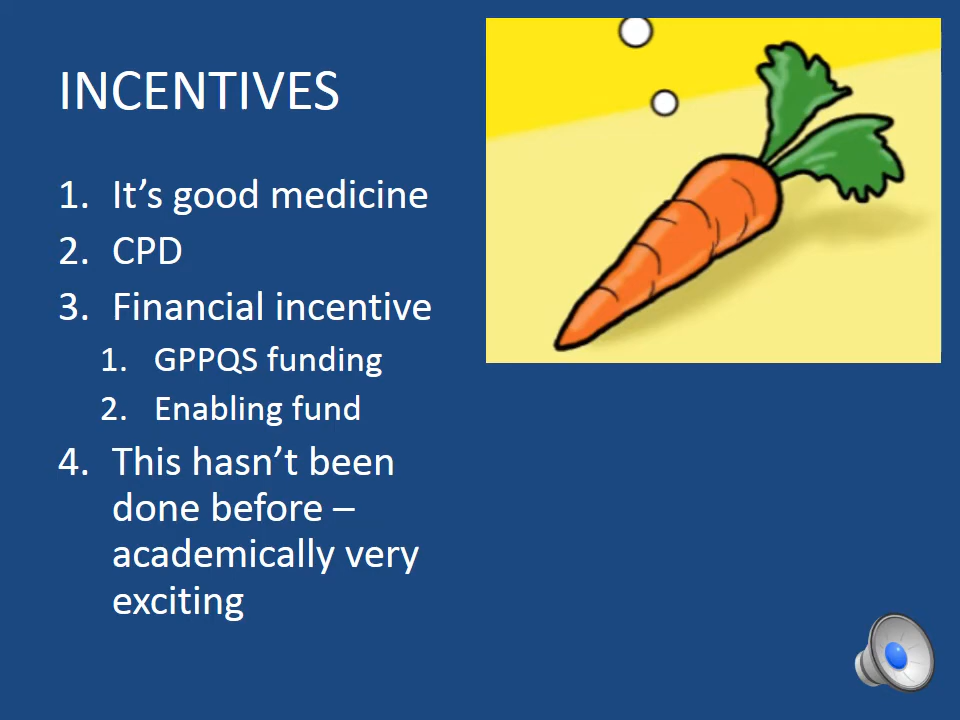 INCENTIVES
1. It’s good medicine
2. CPD
3. Financial incentive
1. GPPQS funding
2. Enabling fund
4. This hasn’t been
done before –
academically very
exciting